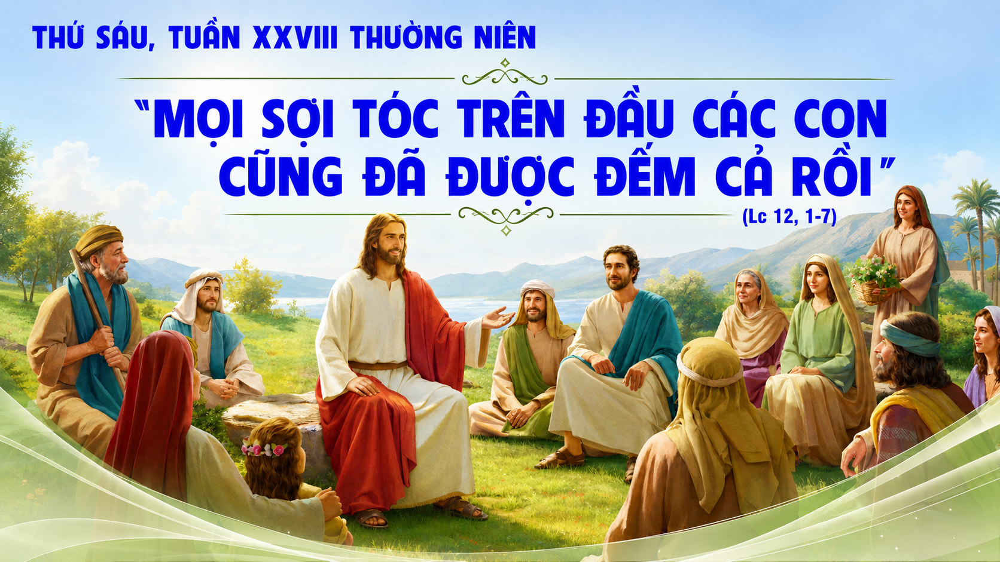 THỨ SÁU, TUẦN XXVIII THƯỜNG NIÊN
“MỌI SỢI TÓC TRÊN ĐẦU CÁC CON
CŨNG ĐÃ ĐƯỢC ĐẾM CẢ RỒI”
(Lc 12, 1-7)